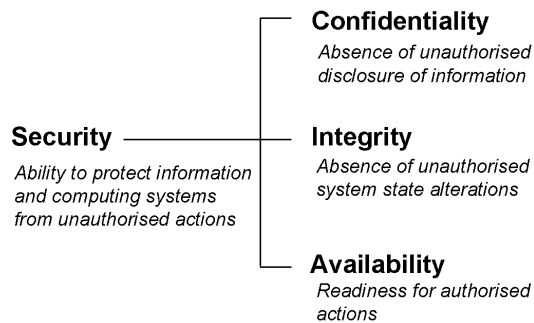 Confidentiality
Absence of unauthorised
disclosure of information
Security
Ability to protect information
and computing systems
from unauthorised actions
Integrity
Absence of unauthorised
system state alterations
Availability
Readiness for authorised
actions